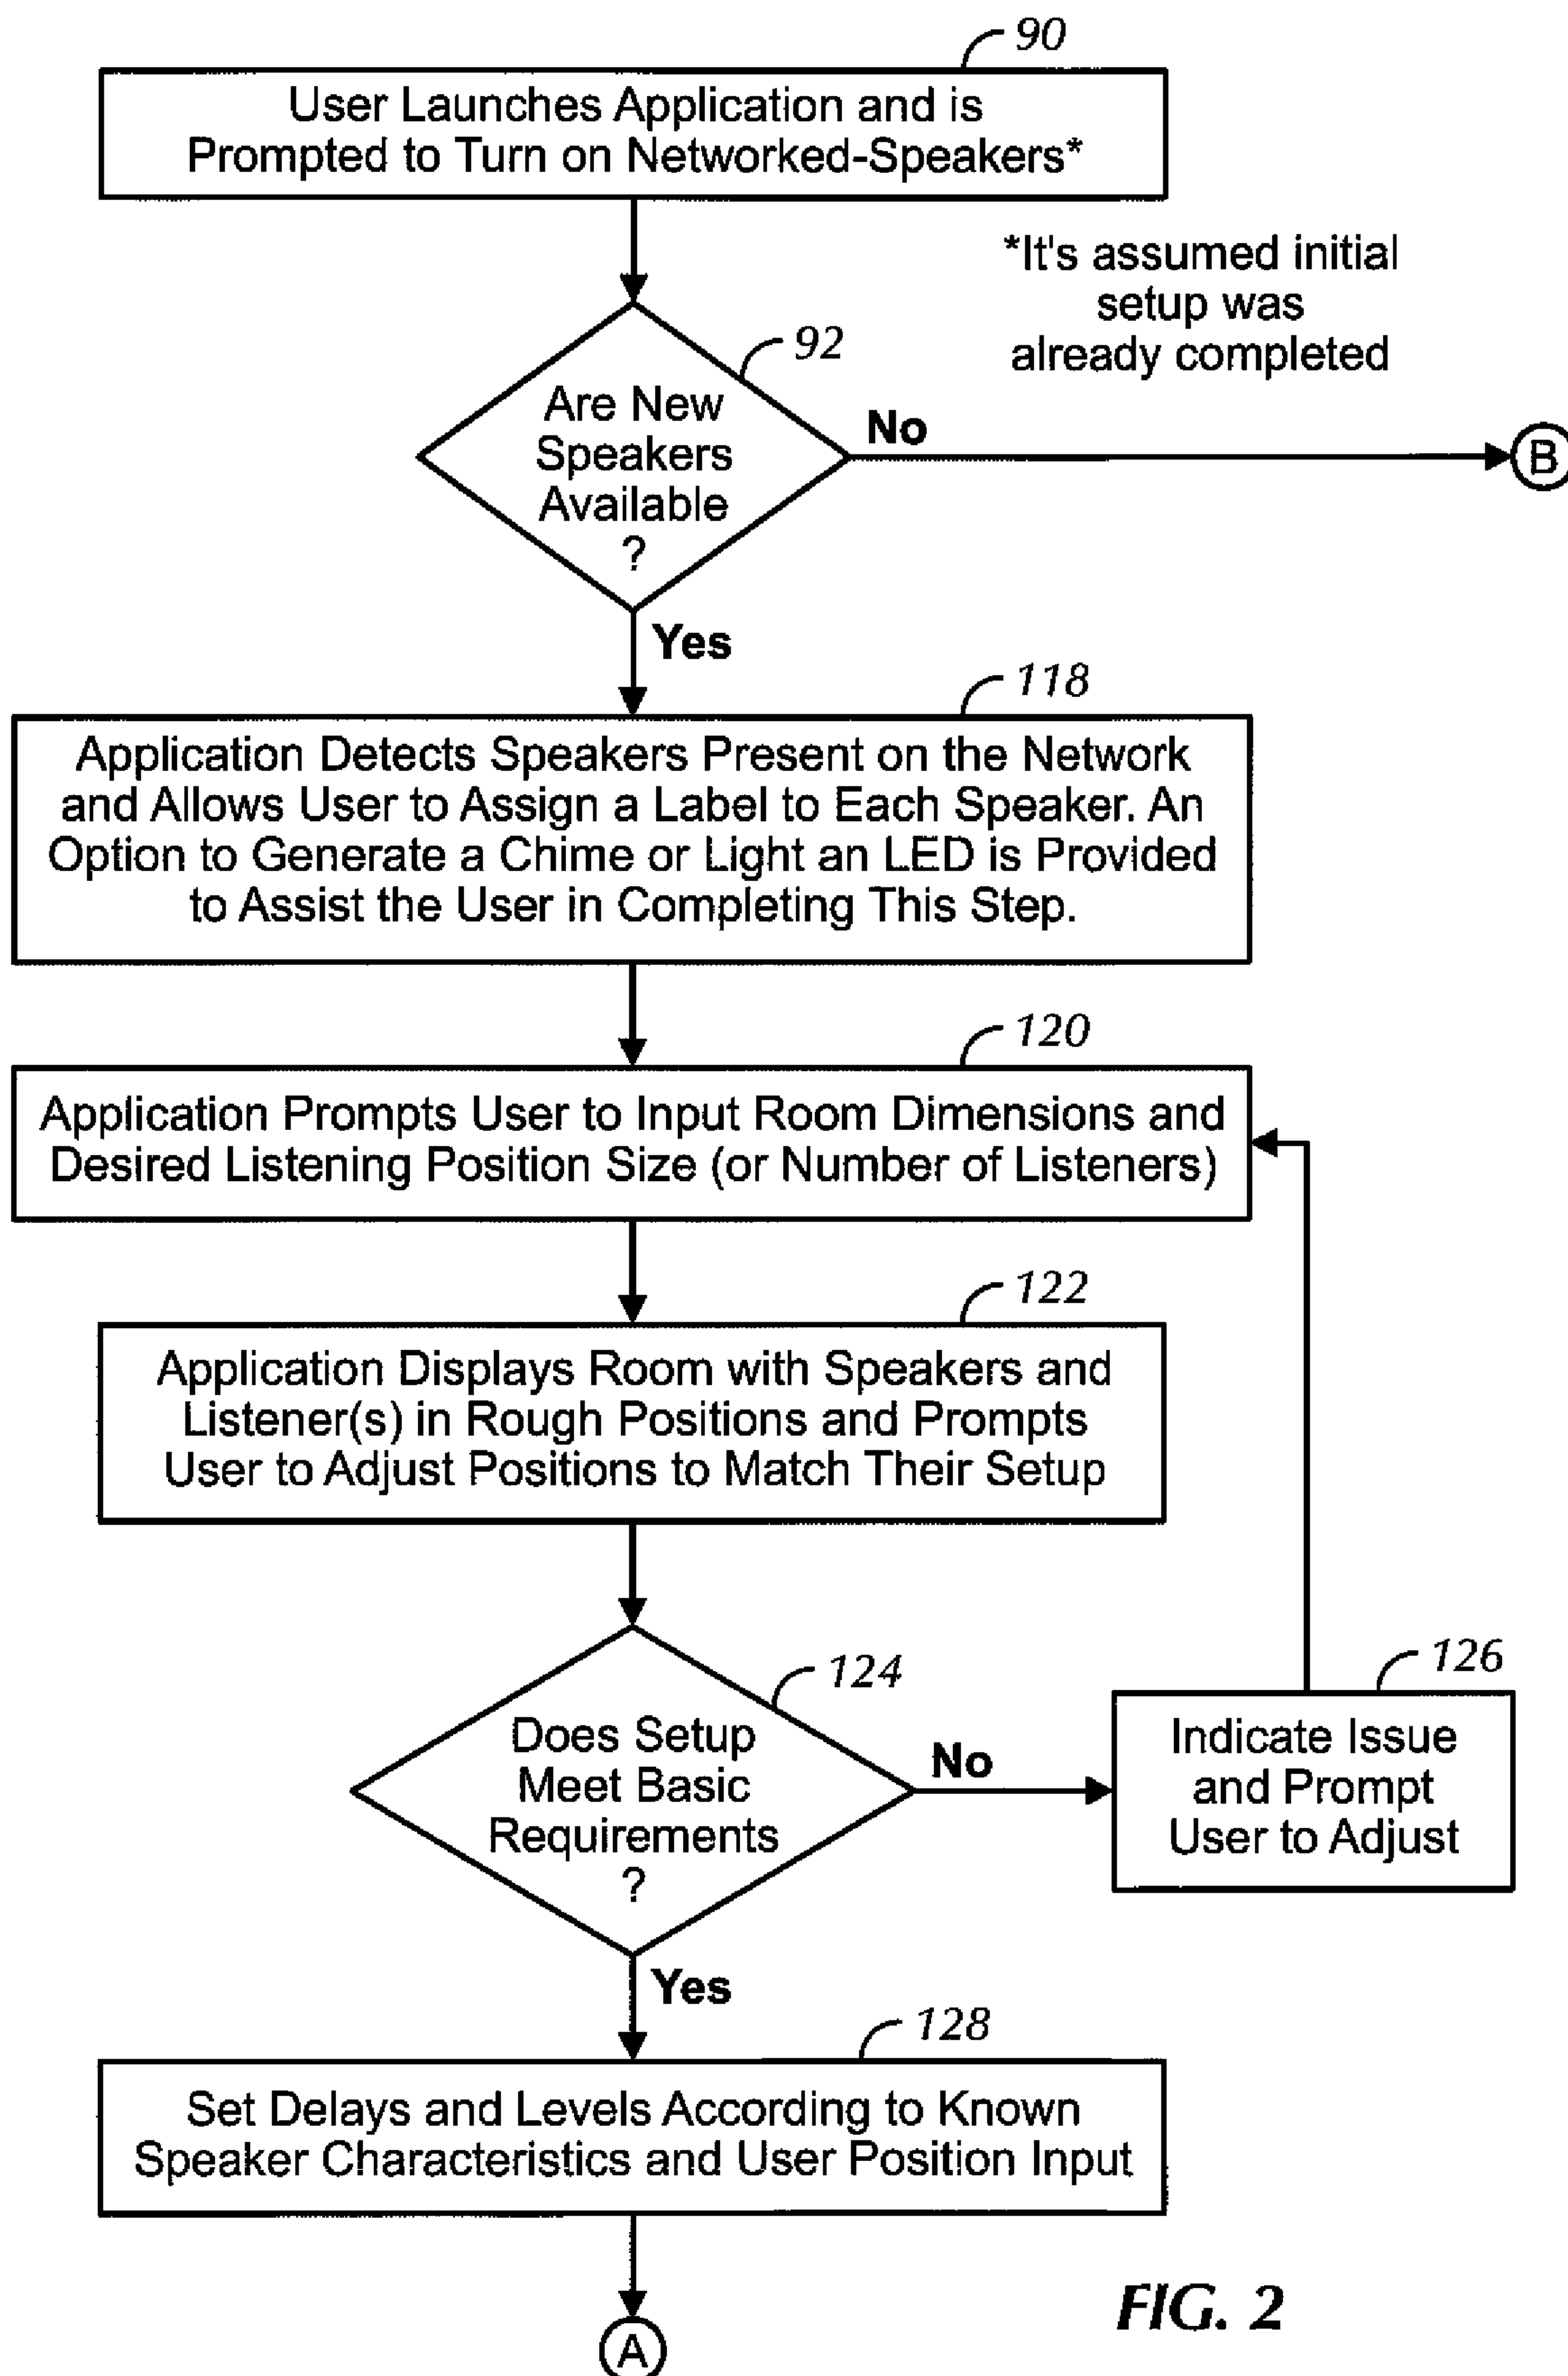 90
User Launches Application and is
Prompted to Turn on Networked-Speakers*
*It's assumed initial
setup was
already completed
92
Are New
Speakers
Available
?
No
B
Yes
118
Application Detects Speakers Present on the Network
and Allows User to Assign a Label to Each Speaker. An
Option to Generate a Chime or Light an LED is Provided
to Assist the User in Completing This Step.
120
Application Prompts User to Input Room Dimensions and
Desired Listening Position Size (or Number of Listeners)
122
Application Displays Room with Speakers and
Listener(s) in Rough Positions and Prompts
User to Adjust Positions to Match Their Setup
124
Does Setup
Meet Basic
Requirements
?
No
126
Indicate Issue
and Prompt
User to Adjust
Yes
128
Set Delays and Levels According to Known
Speaker Characteristics and User Position Input
A
FIG. 2